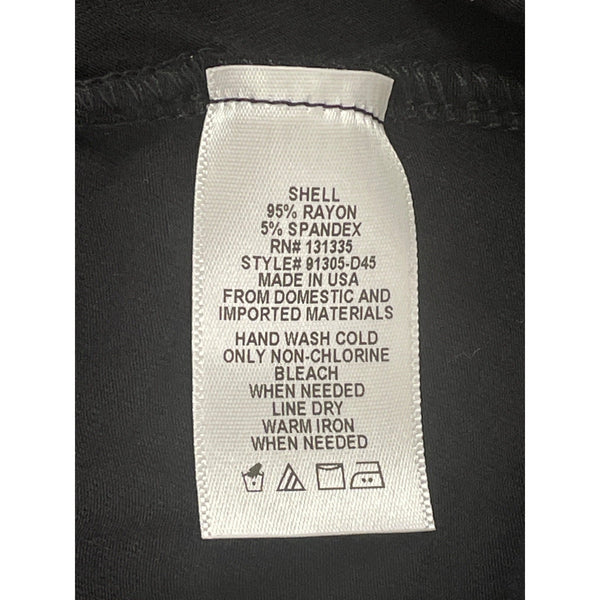 SHELL
95% RAYON
5% SPANDEX
RN# 131335
STYLE# 91305-D45
MADE IN USA
FROM DOMESTIC AND
IMPORTED MATERIALS
HAND WASH COLD
ONLY NON-CHLORINE
BLEACH
WHEN NEEDED
LINE DRY
WARM IRON
WHEN NEEDED